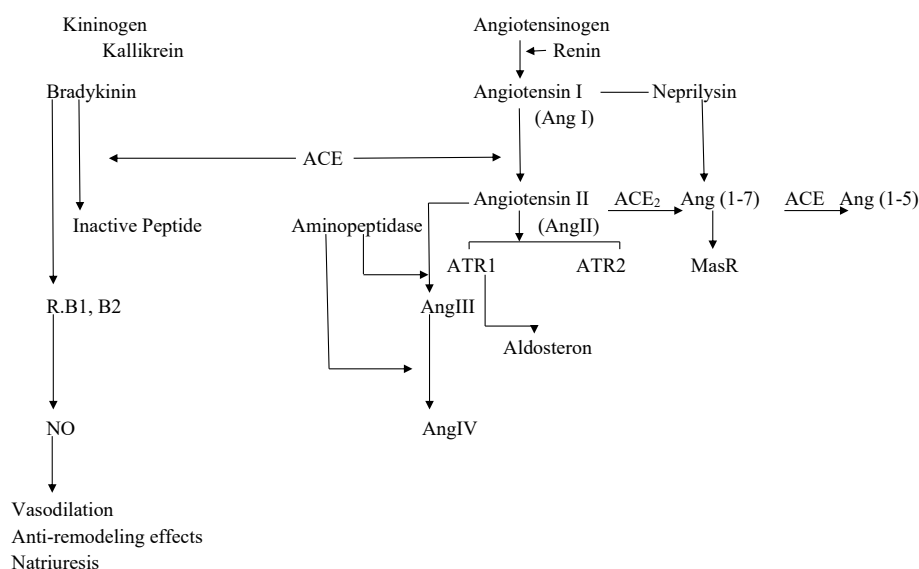 Kininogen
Kallikrein
Bradykinin
Inactive Peptide
R.B1, B2
NO
Vasodilation
Anti-remodeling effects
Natriuresis
ACE
Angiotensinogen
Renin
Angiotensin I
(Ang I)
Neprilysin
Angiotensin II
(AngII)
ACE₂
Ang (1-7)
ACE
Ang (1-5)
Aminopeptidase
ATR1
ATR2
MasR
AngIII
Aldosteron
AngIV